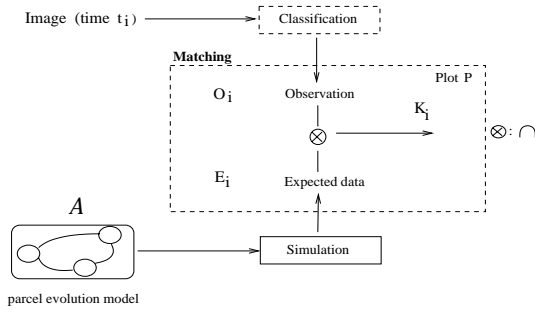 Image (time t_i)
Classification
Matching
Plot P
O_i
Observation
K_i
⊗
⊗: ∩
E_i
Expected data
A
Simulation
parcel evolution model